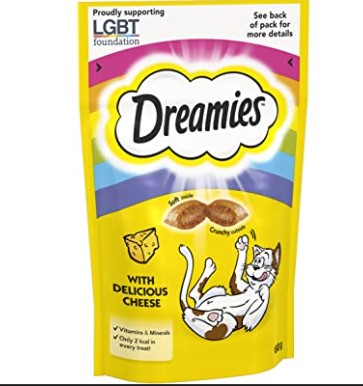 Proudly supporting
LGBT
foundation
See back
of pack for
more details
Dreamies
Soft inside
Crunchy outside
WITH
DELICIOUS
CHEESE
✓ Vitamins & Minerals
✓ Only 2 kcal in
every treat!
60g